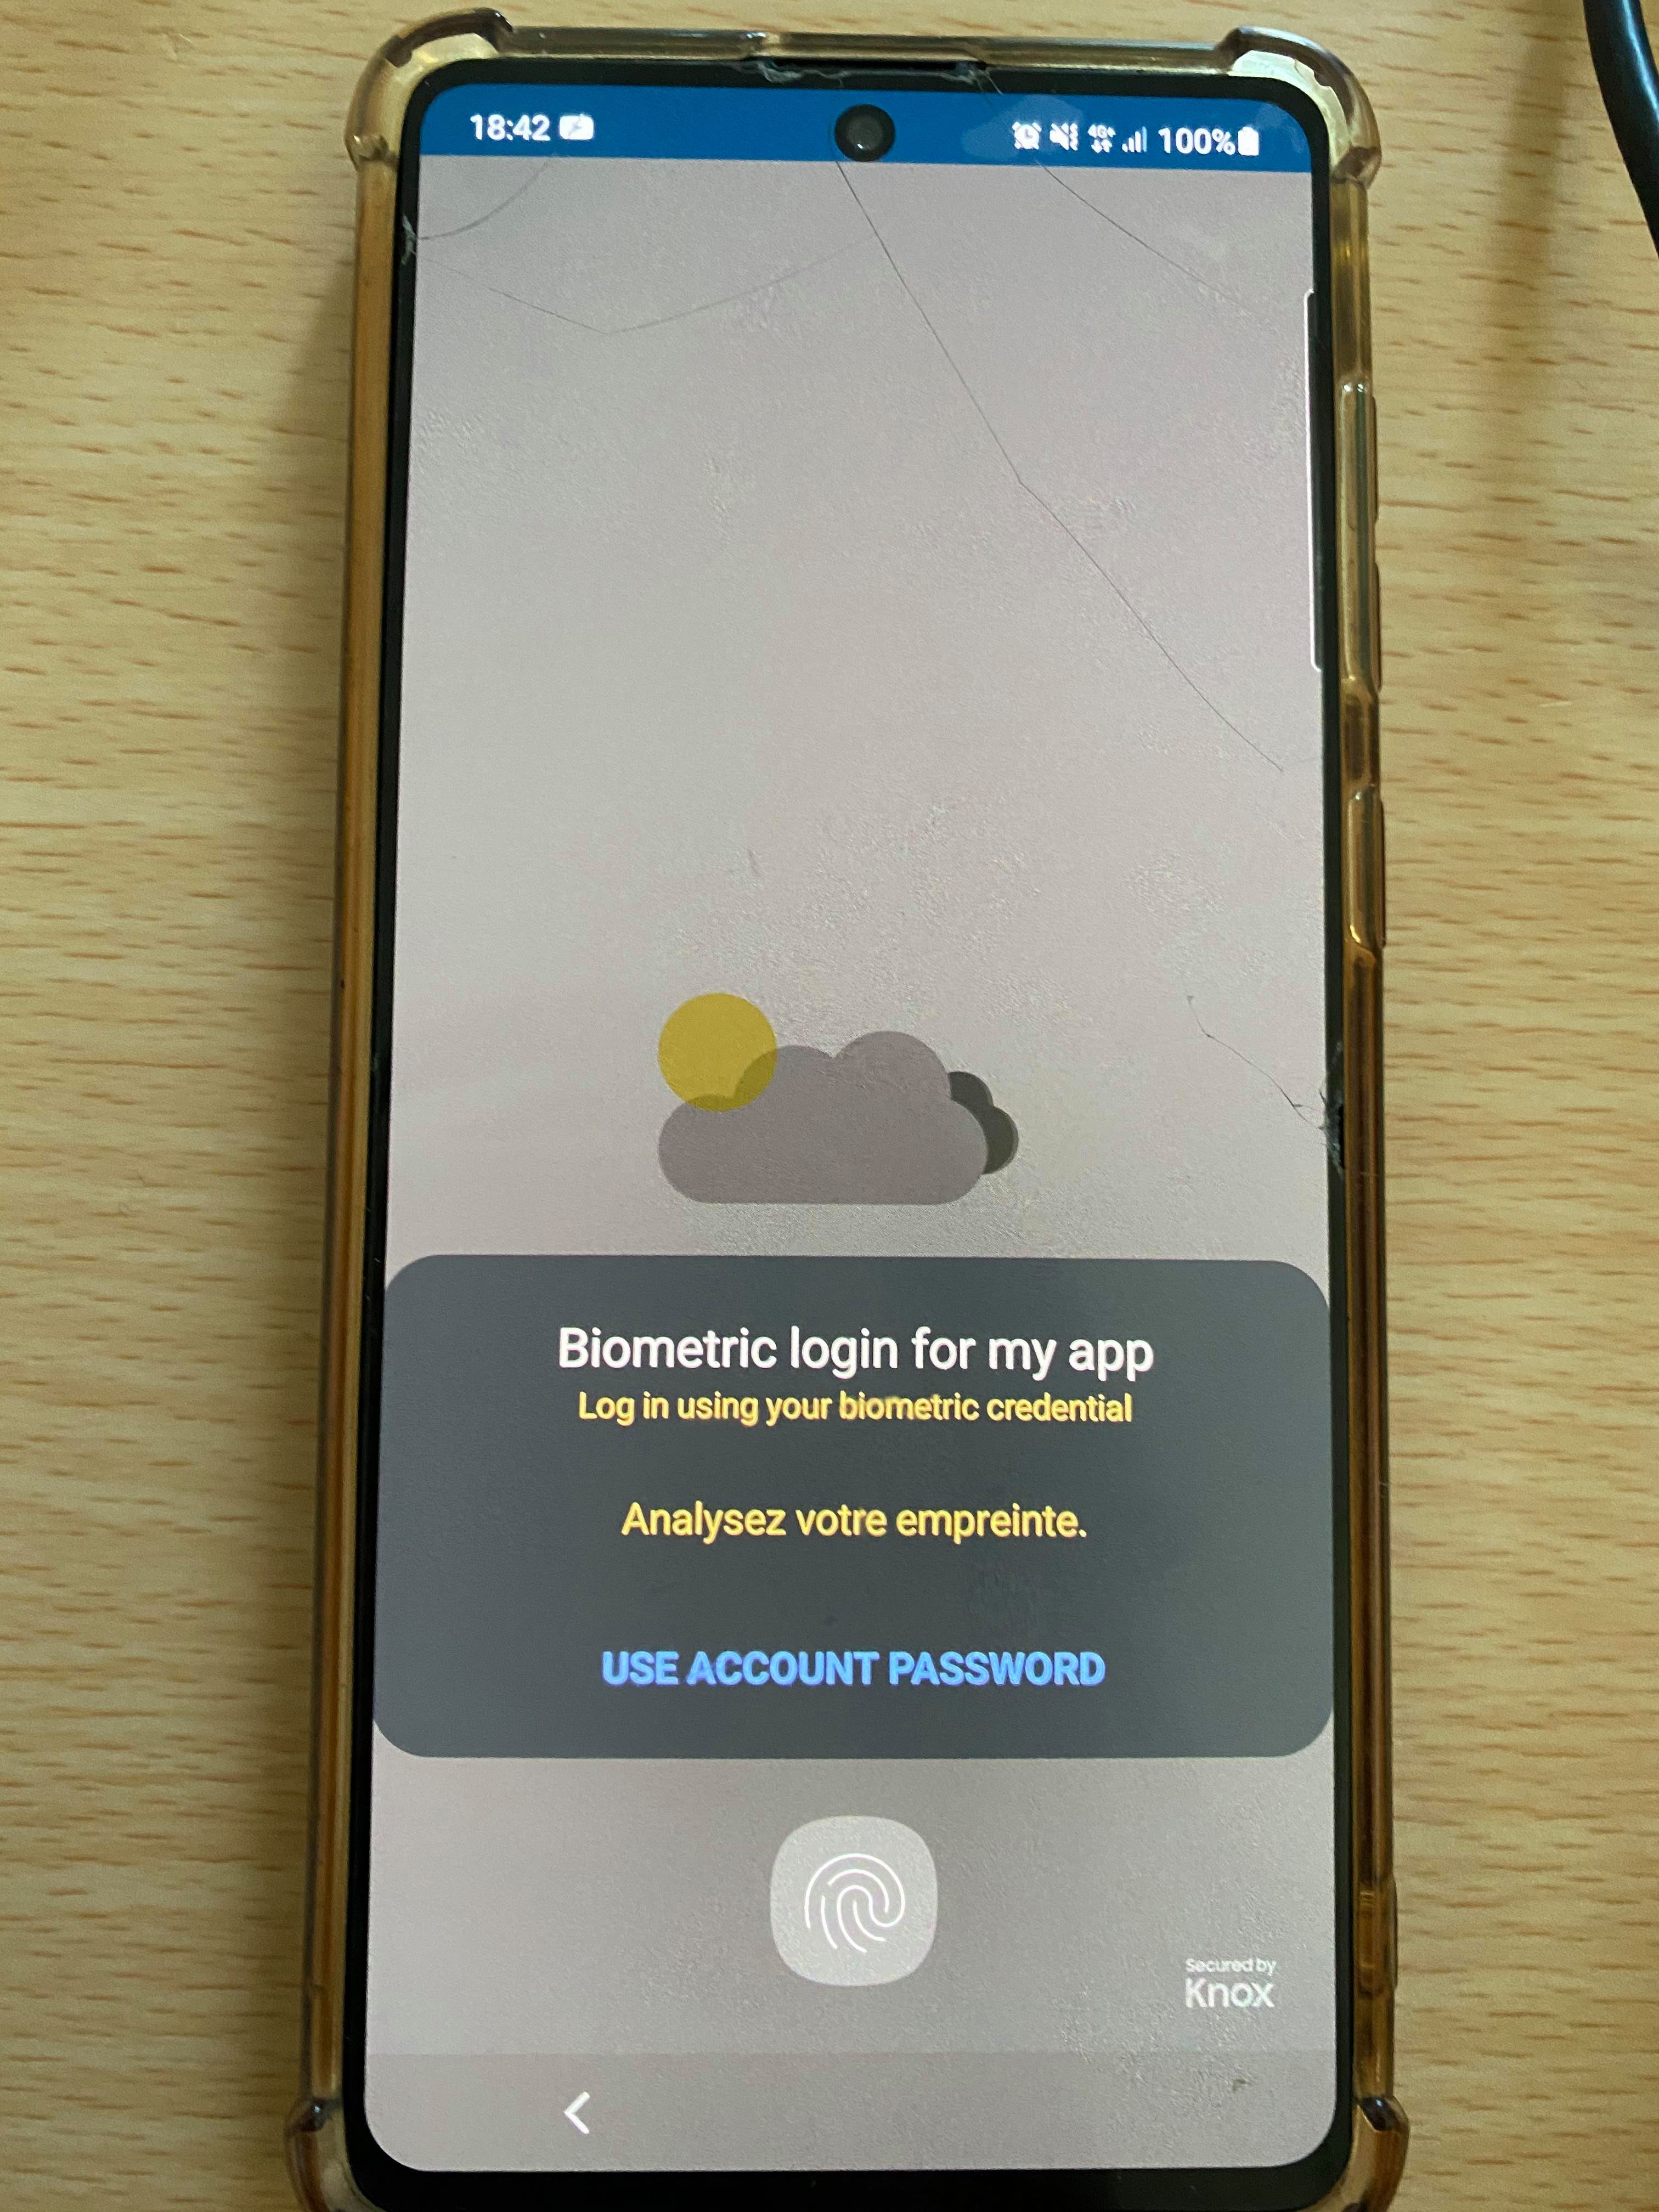 18:42
4G+ 100%
Biometric login for my app
Log in using your biometric credential
Analysez votre empreinte.
USE ACCOUNT PASSWORD
Secured by
Knox